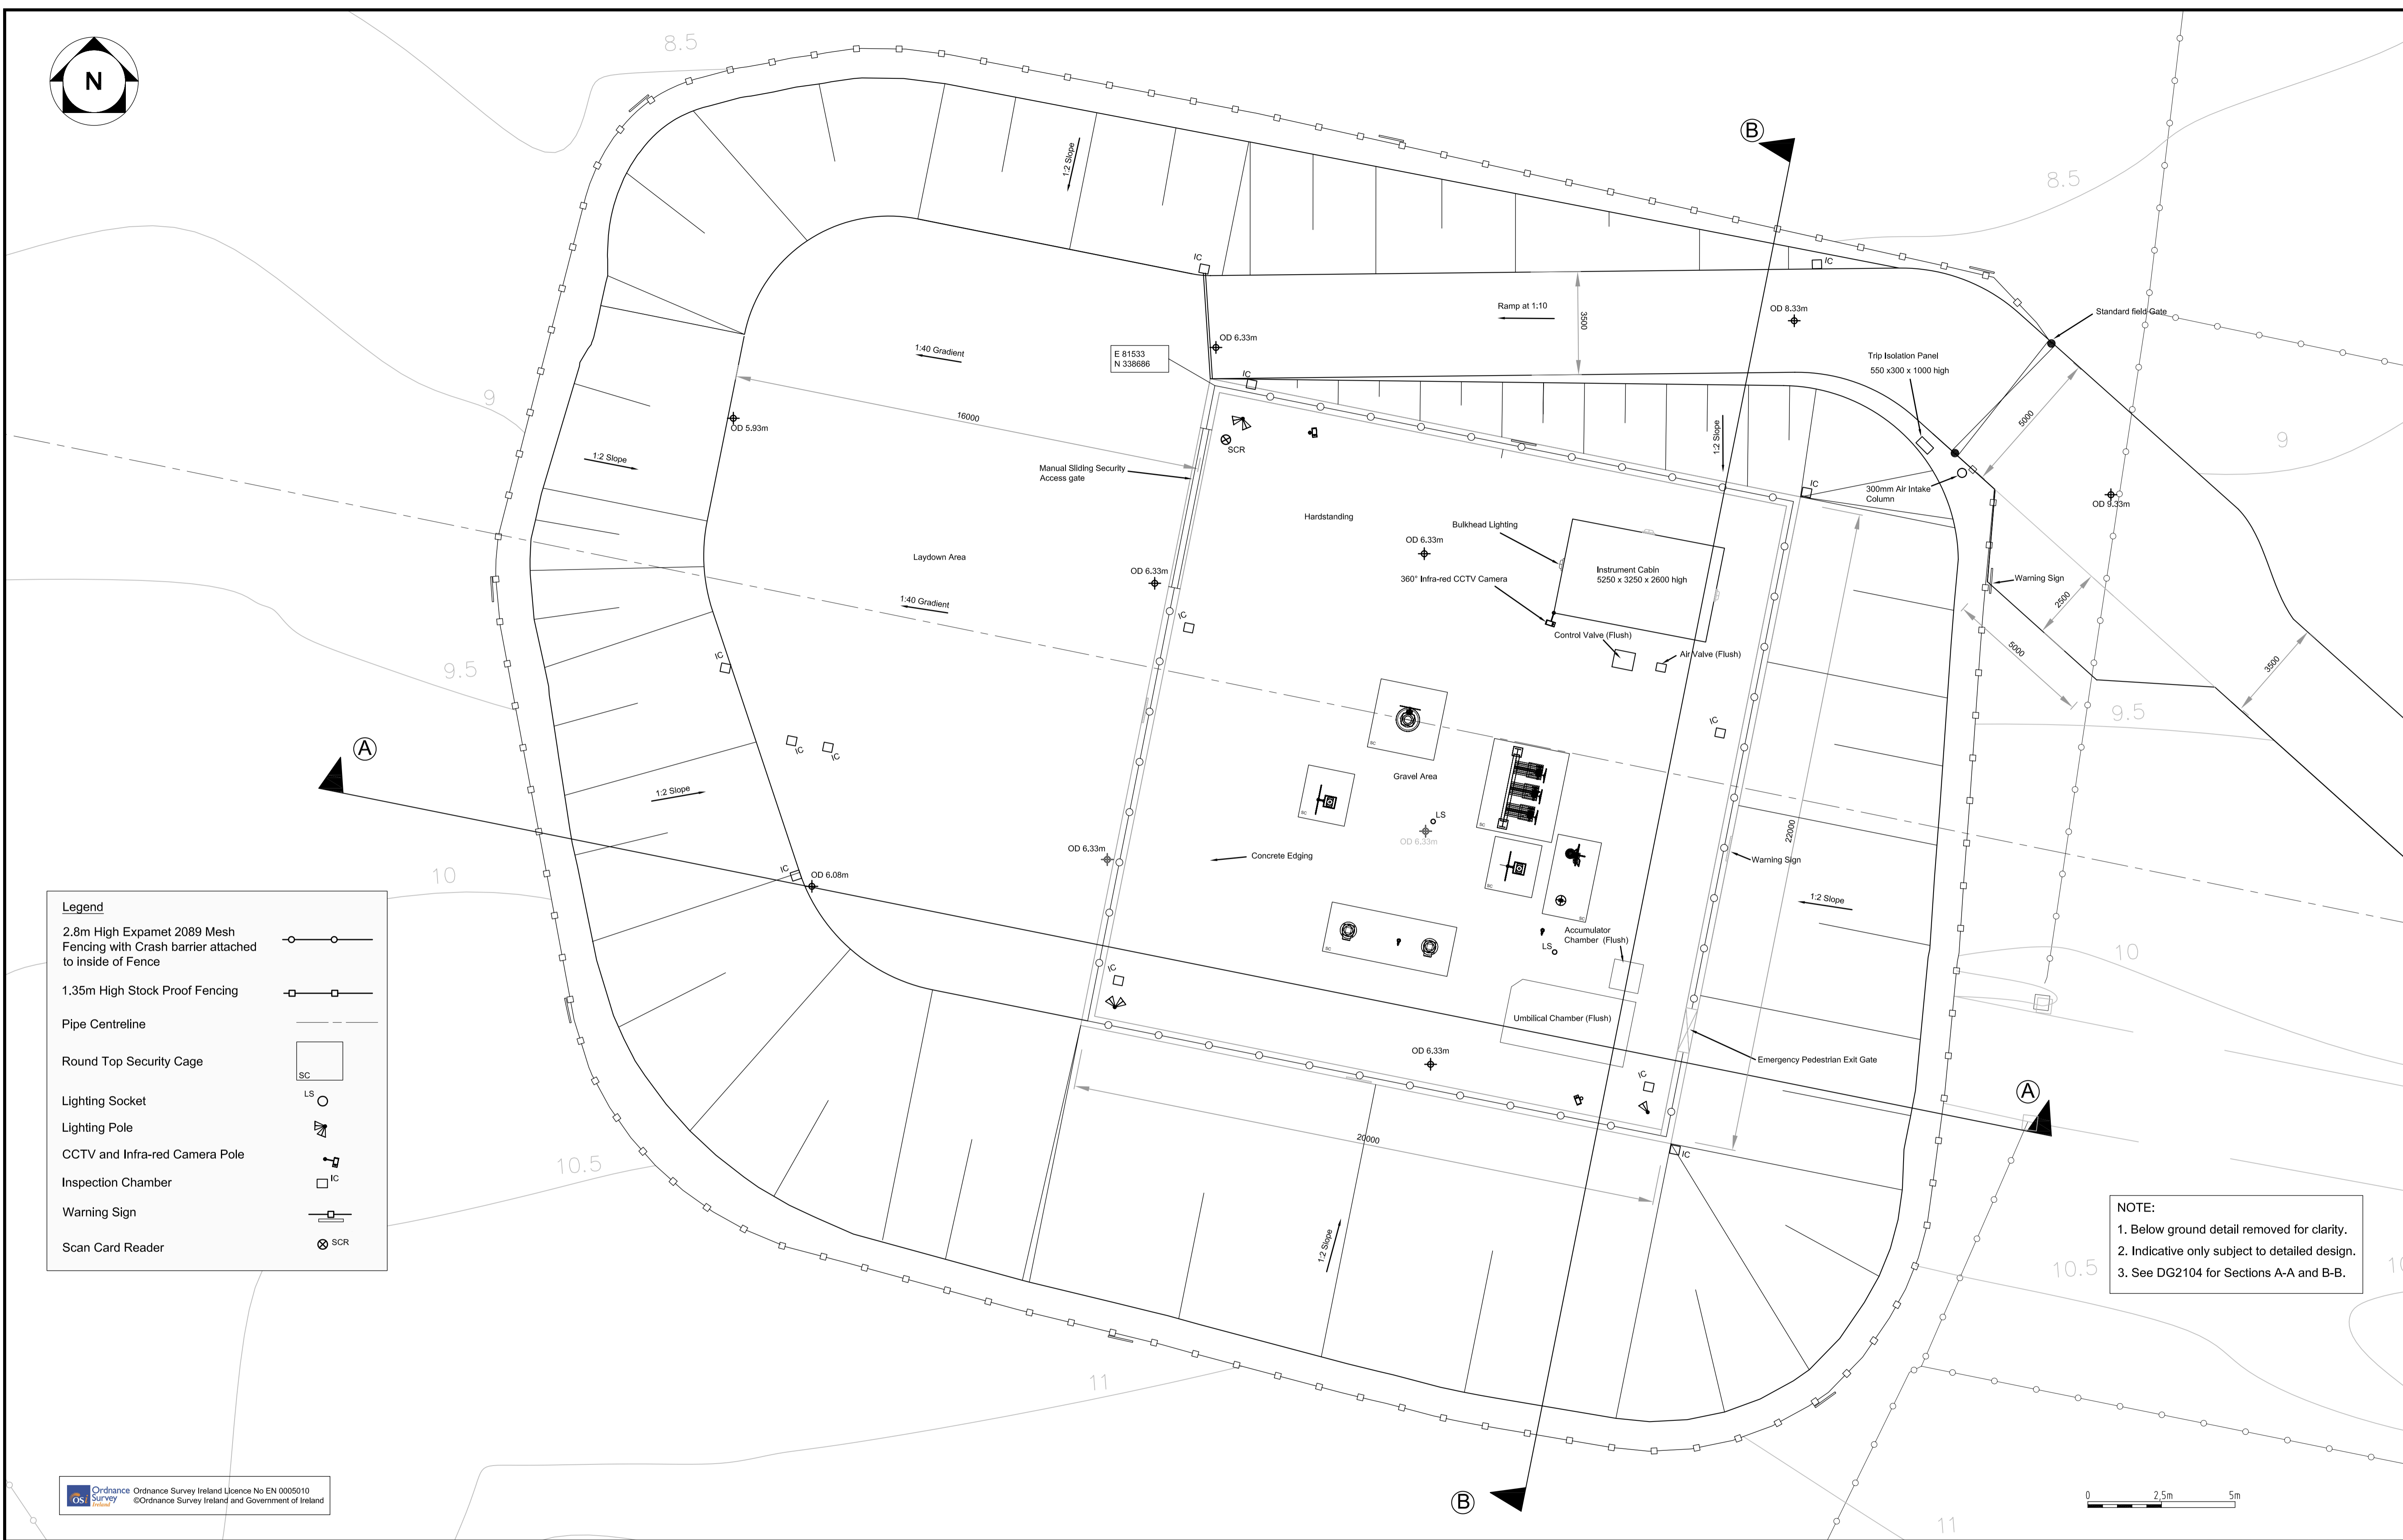 N
8.5
B
8.5
1:2 Slope
IC
IC
OD 8.33m
Ramp at 1:10
3500
Standard field Gate
OD 6.33m
1:40 Gradient
E 81533
N 338686
Trip Isolation Panel
550 x300 x 1000 high
IC
9
16000
5000
OD 5.93m
1:2 Slope
9
SCR
1:2 Slope
Manual Sliding Security
Access gate
IC
300mm Air Intake
Column
OD 9.33m
Hardstanding
Bulkhead Lighting
OD 6.33m
Laydown Area
OD 6.33m
Instrument Cabin
5250 x 3250 x 2600 high
360° Infra-red CCTV Camera
Warning Sign
1:40 Gradient
2500
IC
Control Valve (Flush)
Air Valve (Flush)
5000
3500
9.5
IC
9.5
IC
SC
A
IC
IC
Gravel Area
1:2 Slope
SC
LS
SC
22000
OD 6.33m
OD 6.33m
Concrete Edging
Warning Sign
IC
OD 6.08m
10
SC
1:2 Slope
SC
Accumulator
Chamber (Flush)
SC
LS
10
IC
Umbilical Chamber (Flush)
OD 6.33m
Emergency Pedestrian Exit Gate
IC
A
20000
IC
10.5
1:2 Slope
10.5
10
11
B
11
Legend
2.8m High Expamet 2089 Mesh
Fencing with Crash barrier attached
to inside of Fence
1.35m High Stock Proof Fencing
Pipe Centreline
Round Top Security Cage
SC
Lighting Socket
LS
Lighting Pole
CCTV and Infra-red Camera Pole
Inspection Chamber
IC
Warning Sign
Scan Card Reader
SCR
NOTE:
1. Below ground detail removed for clarity.
2. Indicative only subject to detailed design.
3. See DG2104 for Sections A-A and B-B.
osi
Ordnance
Survey
Ireland
Ordnance Survey Ireland Licence No EN 0005010
©Ordnance Survey Ireland and Government of Ireland
0 2,5m 5m